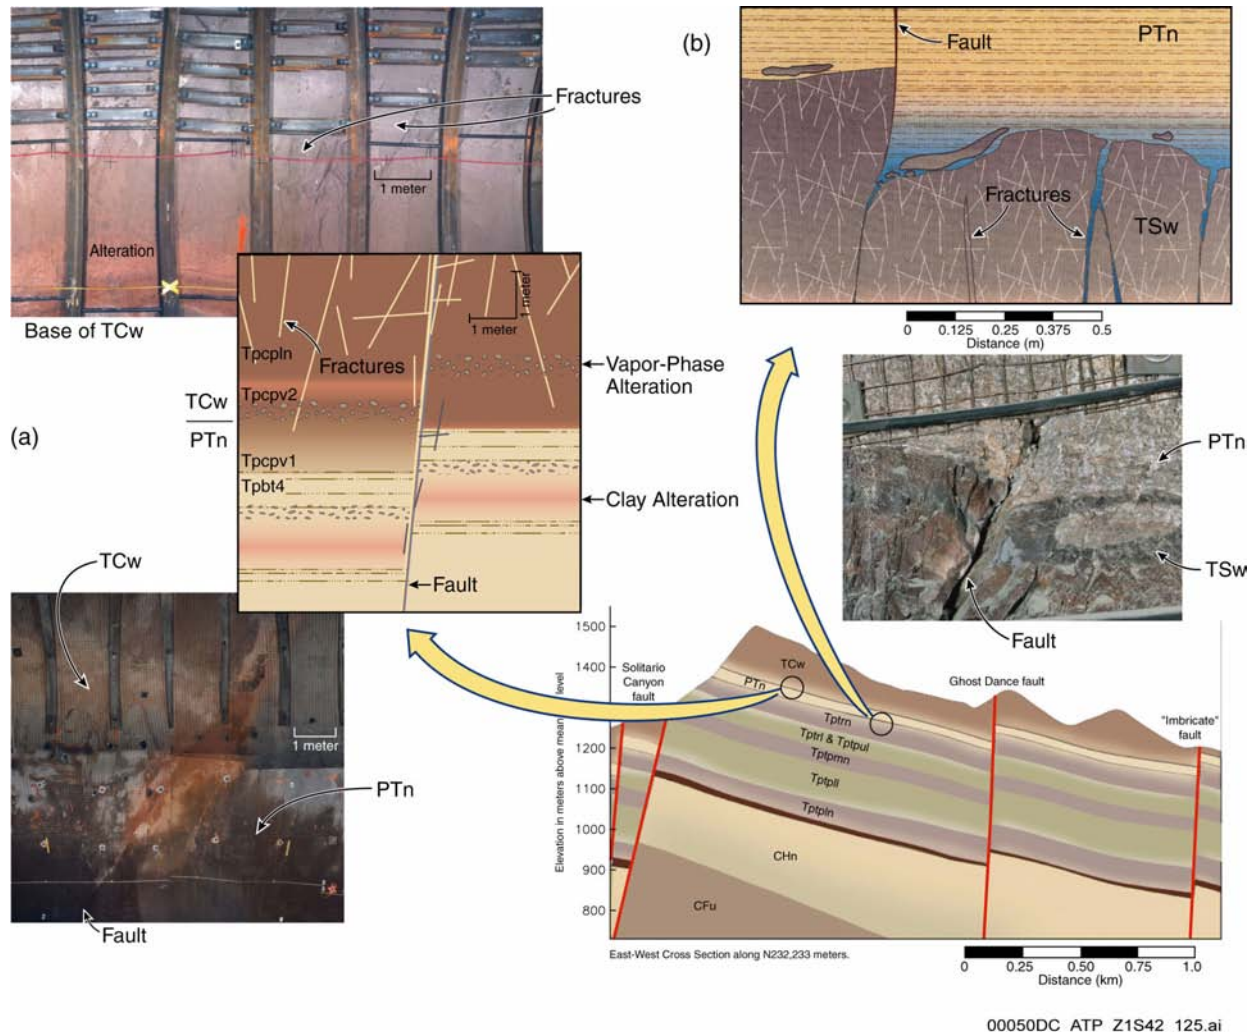 Fractures
1 meter
Alteration
Base of TCw
(a)
TCw
PTn
Tpcpln
Fractures
Tpcpv2
Tpcpv1
Tpbt4
1 meter
1 meter
Vapor-Phase
Alteration
Clay Alteration
Fault
TCw
1 meter
PTn
Fault
(b)
Fault
PTn
Fractures
TSw
0 0.125 0.25 0.375 0.5
Distance (m)
PTn
TSw
Fault
1500
1400
1300
1200
1100
1000
900
800
Elevation in meters above mean level
Solitario
Canyon
fault
TCw
PTn
Ghost Dance fault
"Imbricate"
fault
Tptrn
Tptrl & Tptpul
Tptpmn
Tptpll
Tptpln
CHn
CFu
East-West Cross Section along N232,233 meters.
0 0.25 0.50 0.75 1.0
Distance (km)
00050DC_ATP_Z1S42_125.ai